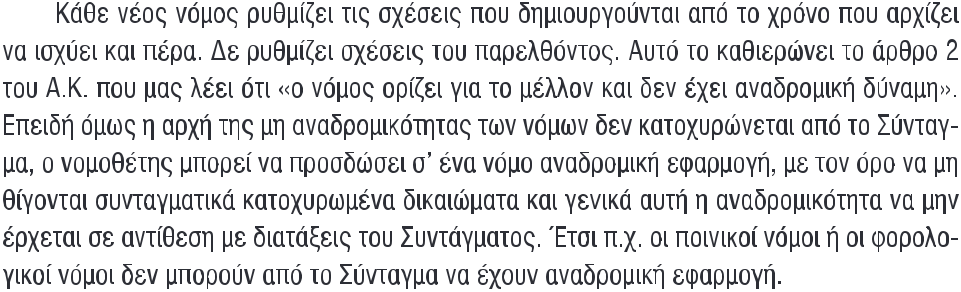 Κάθε νέος νόμος ρυθμίζει τις σχέσεις που δημιουργούνται από το χρόνο που αρχίζει
να ισχύει και πέρα. Δε ρυθμίζει σχέσεις του παρελθόντος. Αυτό το καθιερώνει το άρθρο 2
του Α.Κ. που μας λέει ότι «ο νόμος ορίζει για το μέλλον και δεν έχει αναδρομική δύναμη».
Επειδή όμως η αρχή της μη αναδρομικότητας των νόμων δεν κατοχυρώνεται από το Σύνταγ-
μα, ο νομοθέτης μπορεί να προσδώσει σ’ ένα νόμο αναδρομική εφαρμογή, με τον όρο να μη
θίγονται συνταγματικά κατοχυρωμένα δικαιώματα και γενικά αυτή η αναδρομικότητα να μην
έρχεται σε αντίθεση με διατάξεις του Συντάγματος. Έτσι π.χ. οι ποινικοί νόμοι ή οι φορολο-
γικοί νόμοι δεν μπορούν από το Σύνταγμα να έχουν αναδρομική εφαρμογή.